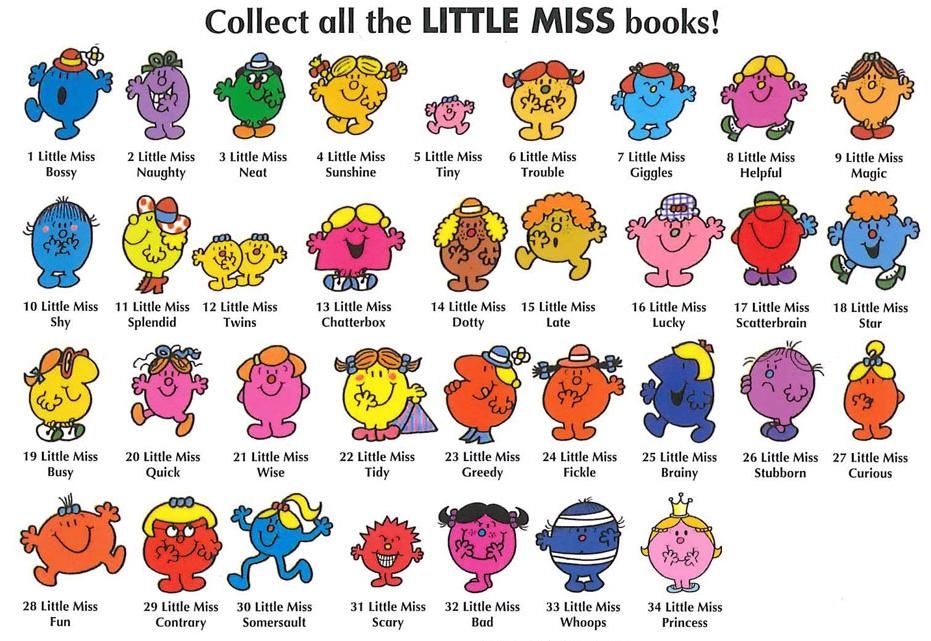 Collect all the LITTLE MISS books!
1 Little Miss
Bossy
2 Little Miss
Naughty
3 Little Miss
Neat
4 Little Miss
Sunshine
5 Little Miss
Tiny
6 Little Miss
Trouble
7 Little Miss
Giggles
8 Little Miss
Helpful
9 Little Miss
Magic
10 Little Miss
Shy
11 Little Miss
Splendid
12 Little Miss
Twins
13 Little Miss
Chatterbox
14 Little Miss
Dotty
15 Little Miss
Late
16 Little Miss
Lucky
17 Little Miss
Scatterbrain
18 Little Miss
Star
19 Little Miss
Busy
20 Little Miss
Quick
21 Little Miss
Wise
22 Little Miss
Tidy
23 Little Miss
Greedy
24 Little Miss
Fickle
25 Little Miss
Brainy
26 Little Miss
Stubborn
27 Little Miss
Curious
28 Little Miss
Fun
29 Little Miss
Contrary
30 Little Miss
Somersault
31 Little Miss
Scary
32 Little Miss
Bad
33 Little Miss
Whoops
34 Little Miss
Princess